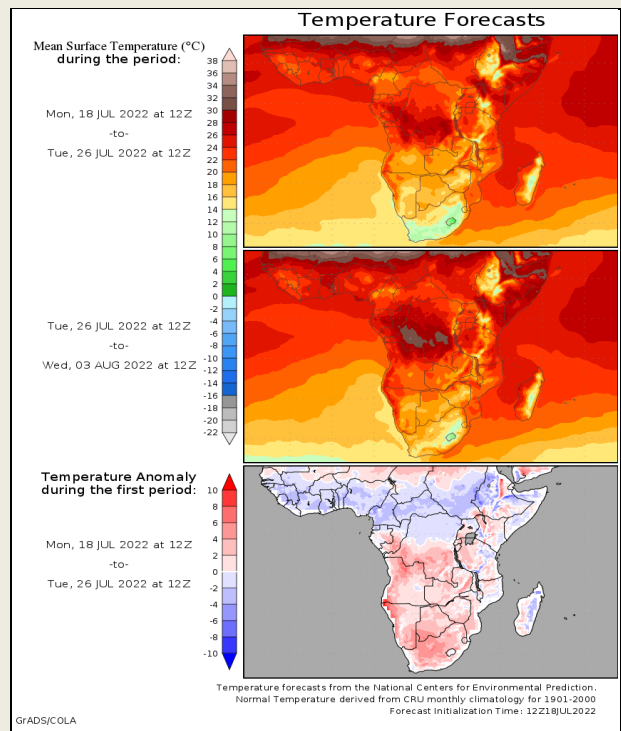 Temperature Forecasts
Mean Surface Temperature (°C)
during the period:
38
36
34
32
30
28
26
24
22
20
18
16
14
12
10
8
6
4
2
0
-2
-4
-6
-8
-10
-12
-14
-16
-18
-20
-22
Mon, 18 JUL 2022 at 12Z
-to-
Tue, 26 JUL 2022 at 12Z
Tue, 26 JUL 2022 at 12Z
-to-
Wed, 03 AUG 2022 at 12Z
Temperature Anomaly
during the first period:
10
8
6
4
2
0
-2
-4
-6
-8
-10
Mon, 18 JUL 2022 at 12Z
-to-
Tue, 26 JUL 2022 at 12Z
Temperature forecasts from the National Centers for Environmental Prediction.
Normal Temperature derived from CRU monthly climatology for 1901-2000
Forecast Initialization Time: 12Z18JUL2022
GrADS/COLA